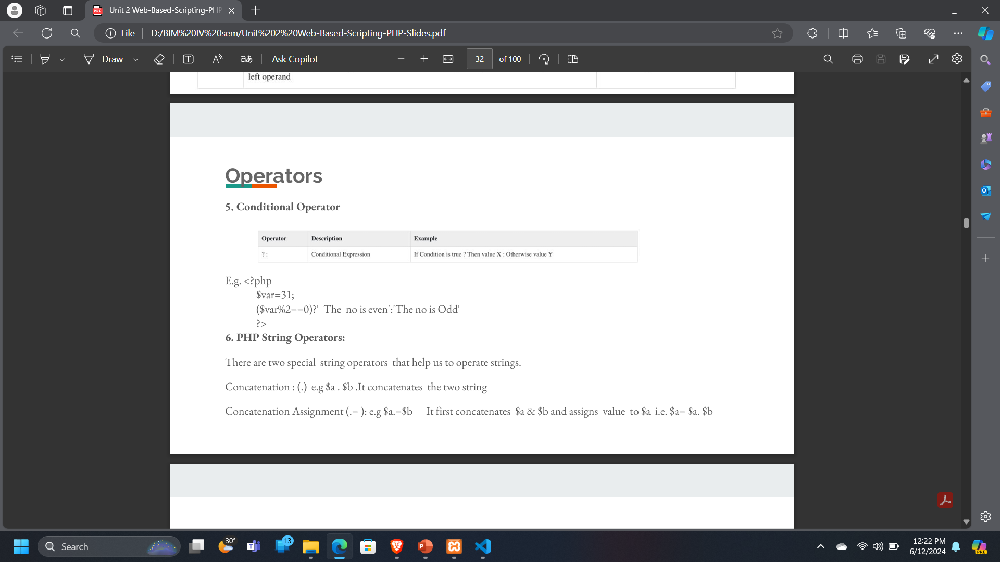 Unit 2 Web-Based-Scripting-PHP
File
D:/BIM%20IV%20sem/Unit%202%20Web-Based-Scripting-PHP-Slides.pdf
Draw
T
A
aあ
Ask Copilot
32
of 100
left operand
Operators
5. Conditional Operator
Operator Description Example
? : Conditional Expression If Condition is true ? Then value X : Otherwise value Y
E.g. <?php
$var=31;
($var%2==0)?' The no is even':'The no is Odd'
?>
6. PHP String Operators:
There are two special string operators that help us to operate strings.
Concatenation : (.) e.g $a . $b .It concatenates the two string
Concatenation Assignment (.= ): e.g $a.=$b It first concatenates $a & $b and assigns value to $a i.e. $a= $a. $b
Search
30°
13
12:22 PM
6/12/2024
PRE